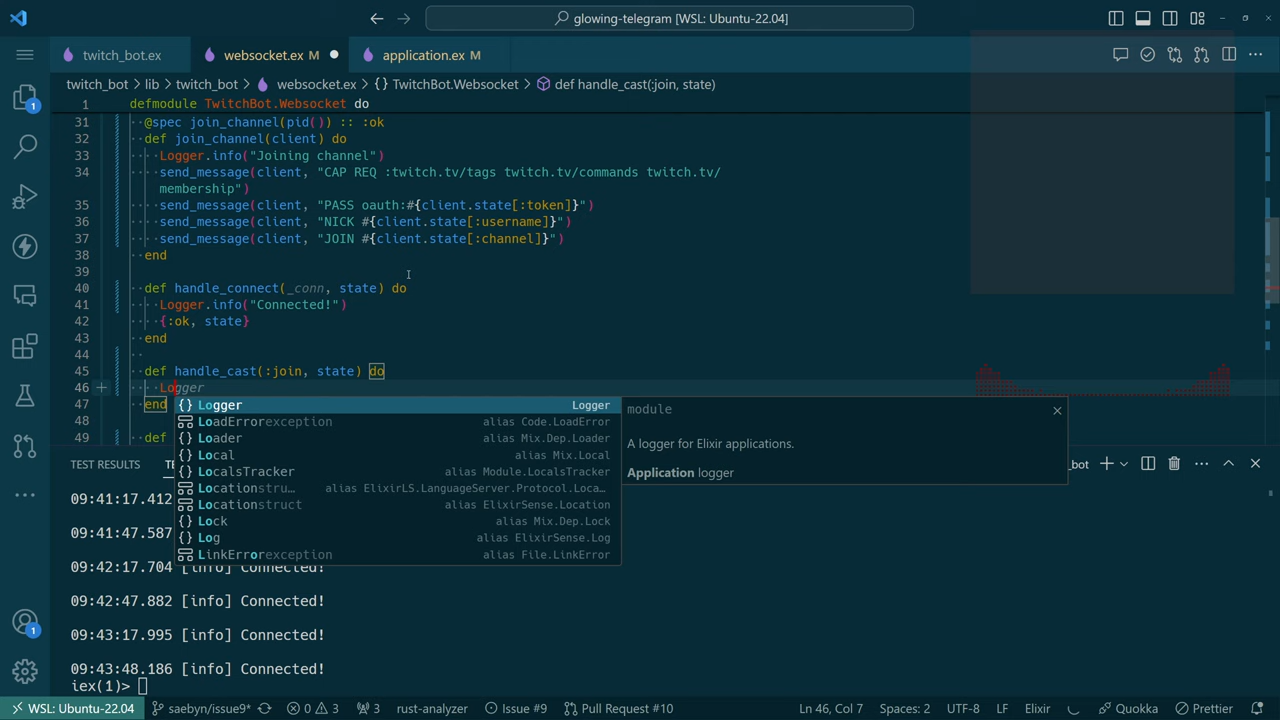 glowing-telegram [WSL: Ubuntu-22.04]
twitch_bot.ex
websocket.ex M
application.ex M
twitch_bot > lib > twitch_bot > websocket.ex > {} TwitchBot.Websocket > def handle_cast(:join, state)
1 defmodule TwitchBot.Websocket do
31 @spec join_channel(pid()) :: :ok
32 def join_channel(client) do
33 Logger.info("Joining channel")
34 send_message(client, "CAP REQ :twitch.tv/tags twitch.tv/commands twitch.tv/
membership")
35 send_message(client, "PASS oauth:#{client.state[:token]}")
36 send_message(client, "NICK #{client.state[:username]}")
37 send_message(client, "JOIN #{client.state[:channel]}")
38 end
39
40 def handle_connect(_conn, state) do
41 Logger.info("Connected!")
42 {:ok, state}
43 end
44
45 def handle_cast(:join, state) do
46 Logger
47 end
48
49 def
{} Logger Logger
LoadErrorexception alias Code.LoadError
{} Loader alias Mix.Dep.Loader
{} Local alias Mix.Local
{} LocalsTracker alias Module.LocalsTracker
Locationstru… alias ElixirLS.LanguageServer.Protocol.Loca…
Locationstruct alias ElixirSense.Location
{} Lock alias Mix.Dep.Lock
{} Log alias ElixirSense.Log
LinkErrorexception alias File.LinkError
module
A logger for Elixir applications.
Application logger
TEST RESULTS
_bot
09:41:17.412
09:41:47.587
09:42:17.704 [info] Connected!
09:42:47.882 [info] Connected!
09:43:17.995 [info] Connected!
09:43:48.186 [info] Connected!
iex(1)>
1
1
WSL: Ubuntu-22.04 saebyn/issue9* 0 3 3 rust-analyzer Issue #9 Pull Request #10 Ln 46, Col 7 Spaces: 2 UTF-8 LF Elixir Quokka Prettier